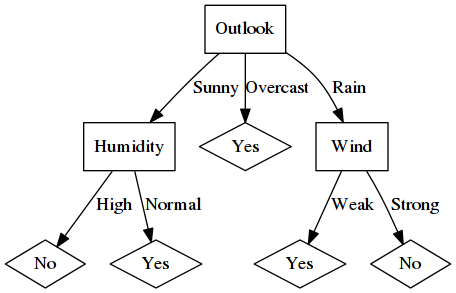 Outlook
Sunny Overcast Rain
Humidity Yes Wind
High Normal Weak Strong
No Yes Yes No